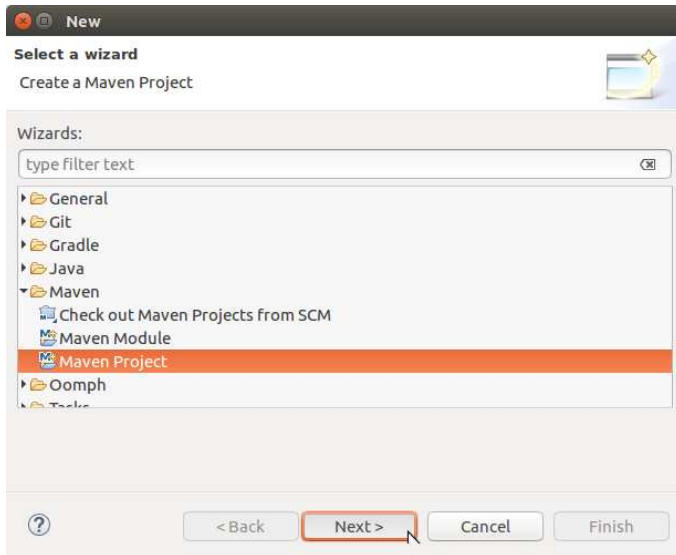 New
Select a wizard
Create a Maven Project
Wizards:
type filter text
General
Git
Gradle
Java
Maven
Check out Maven Projects from SCM
Maven Module
Maven Project
Oomph
Tasks
< Back Next > Cancel Finish